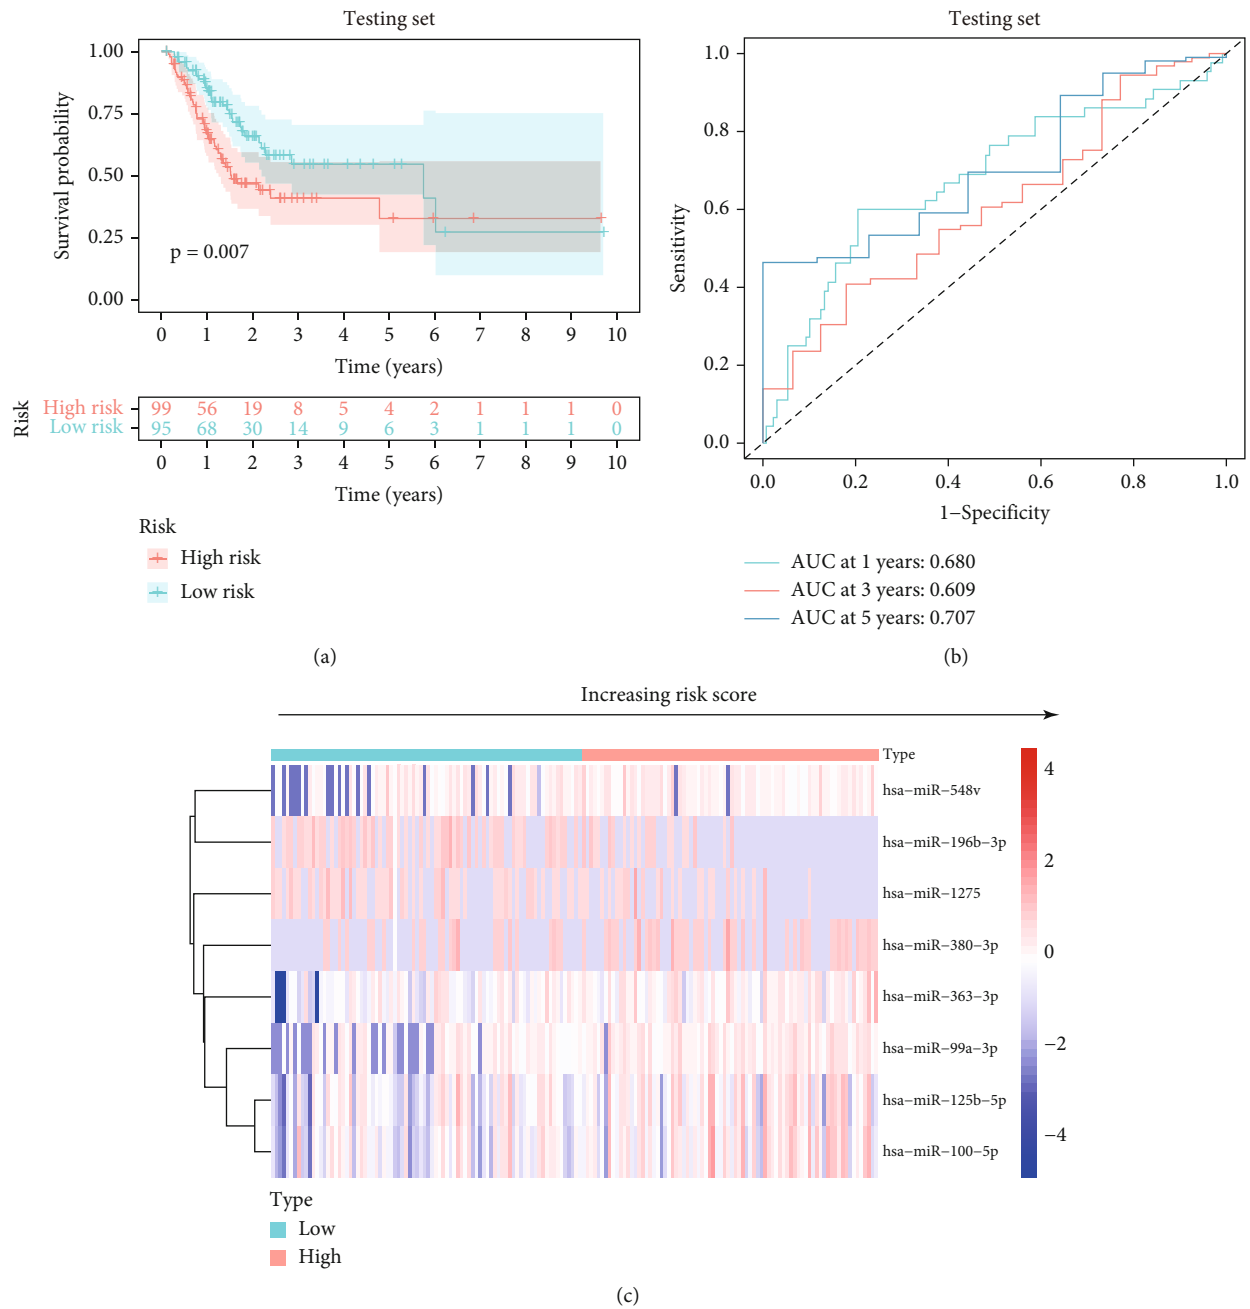 Testing set
1.00
0.75
0.50
0.25
0.00
Survival probability
p = 0.007
0 1 2 3 4 5 6 7 8 9 10
Time (years)
Risk
High risk 99 56 19 8 5 4 2 1 1 1 0
Low risk 95 68 30 14 9 6 3 1 1 1 0
0 1 2 3 4 5 6 7 8 9 10
Time (years)
Risk
High risk
Low risk
(a)
Testing set
1.0
0.8
0.6
0.4
0.2
0.0
Sensitivity
0.0 0.2 0.4 0.6 0.8 1.0
1−Specificity
AUC at 1 years: 0.680
AUC at 3 years: 0.609
AUC at 5 years: 0.707
(b)
Increasing risk score
Type
hsa−miR−548v
hsa−miR−196b−3p
hsa−miR−1275
hsa−miR−380−3p
hsa−miR−363−3p
hsa−miR−99a−3p
hsa−miR−125b−5p
hsa−miR−100−5p
4
2
0
−2
−4
Type
Low
High
(c)